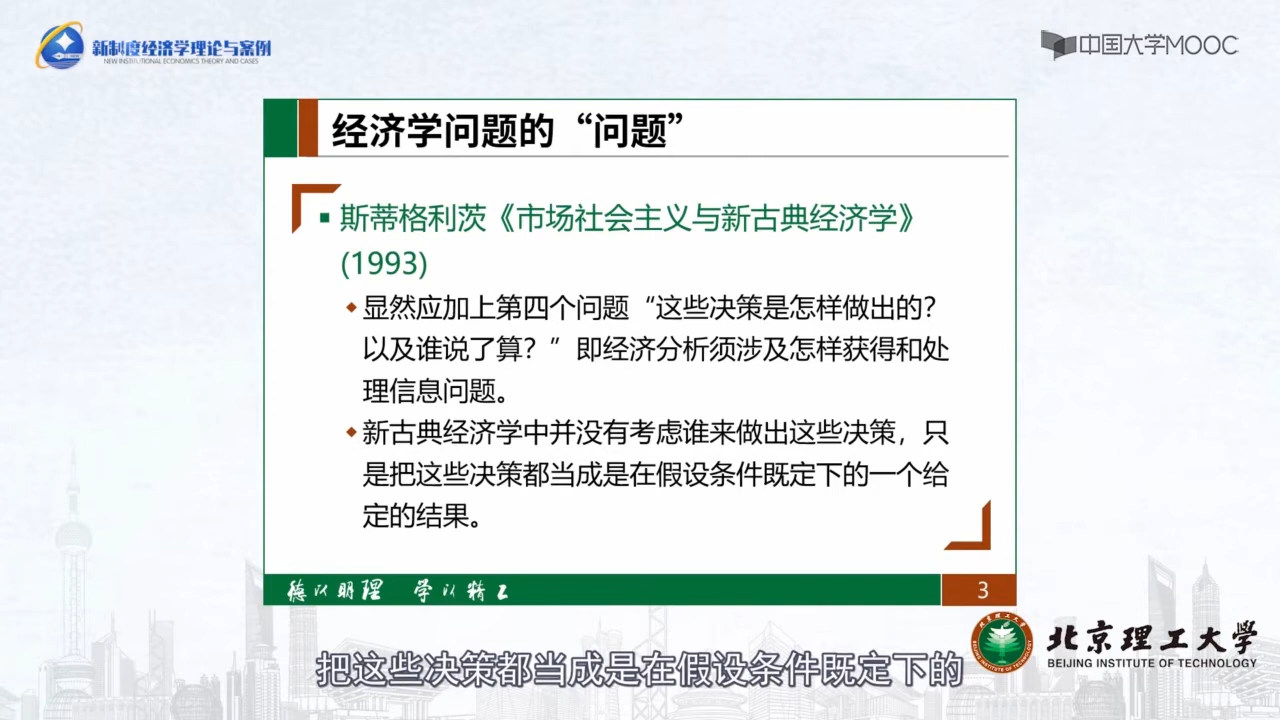 新制度经济学理论与案例
NEW INSTITUTIONAL ECONOMICS THEORY AND CASES
中国大学MOOC
经济学问题的“问题”
斯蒂格利茨《市场社会主义与新古典经济学》
(1993)
显然应加上第四个问题“这些决策是怎样做出的?
以及谁说了算?”即经济分析须涉及怎样获得和处
理信息问题。
新古典经济学中并没有考虑谁来做出这些决策，只
是把这些决策都当成是在假设条件既定下的一个给
定的结果。
德以明理 学以精工
3
北京理工大学
BEIJING INSTITUTE OF TECHNOLOGY
把这些决策都当成是在假设条件既定下的